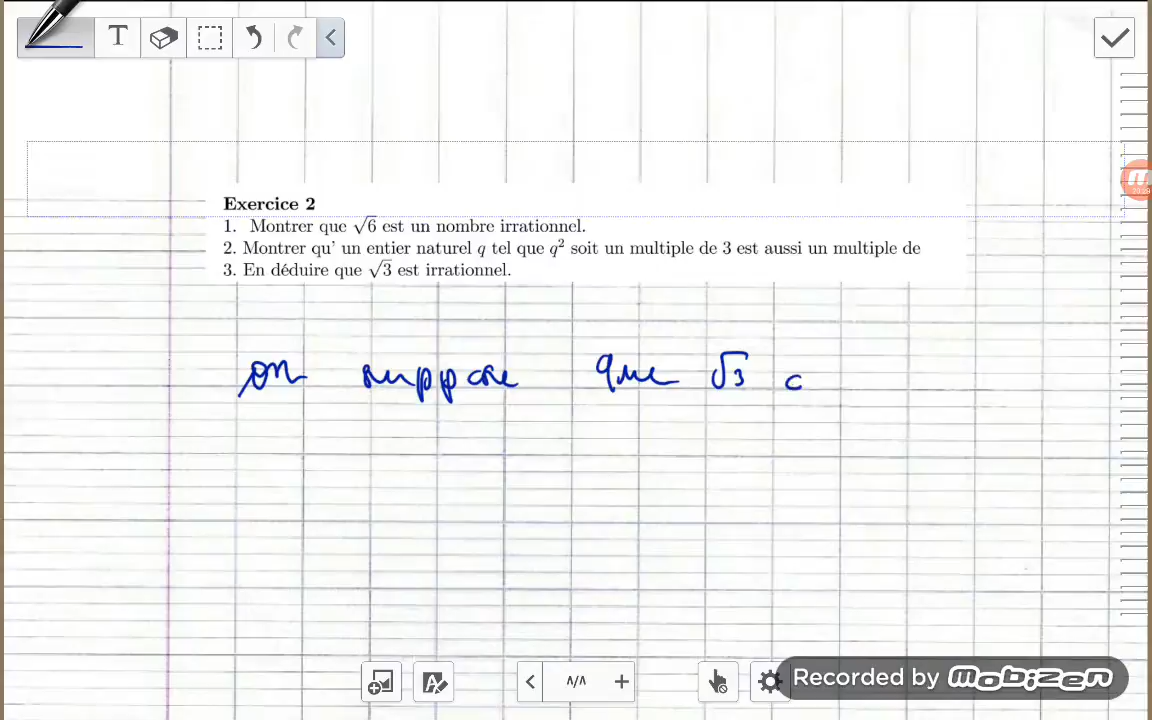 T
Exercice 2
1. Montrer que √6 est un nombre irrationnel.
2. Montrer qu' un entier naturel q tel que q² soit un multiple de 3 est aussi un multiple de
3. En déduire que √3 est irrationnel.
on suppose que √3
1/1
Recorded by mobizen